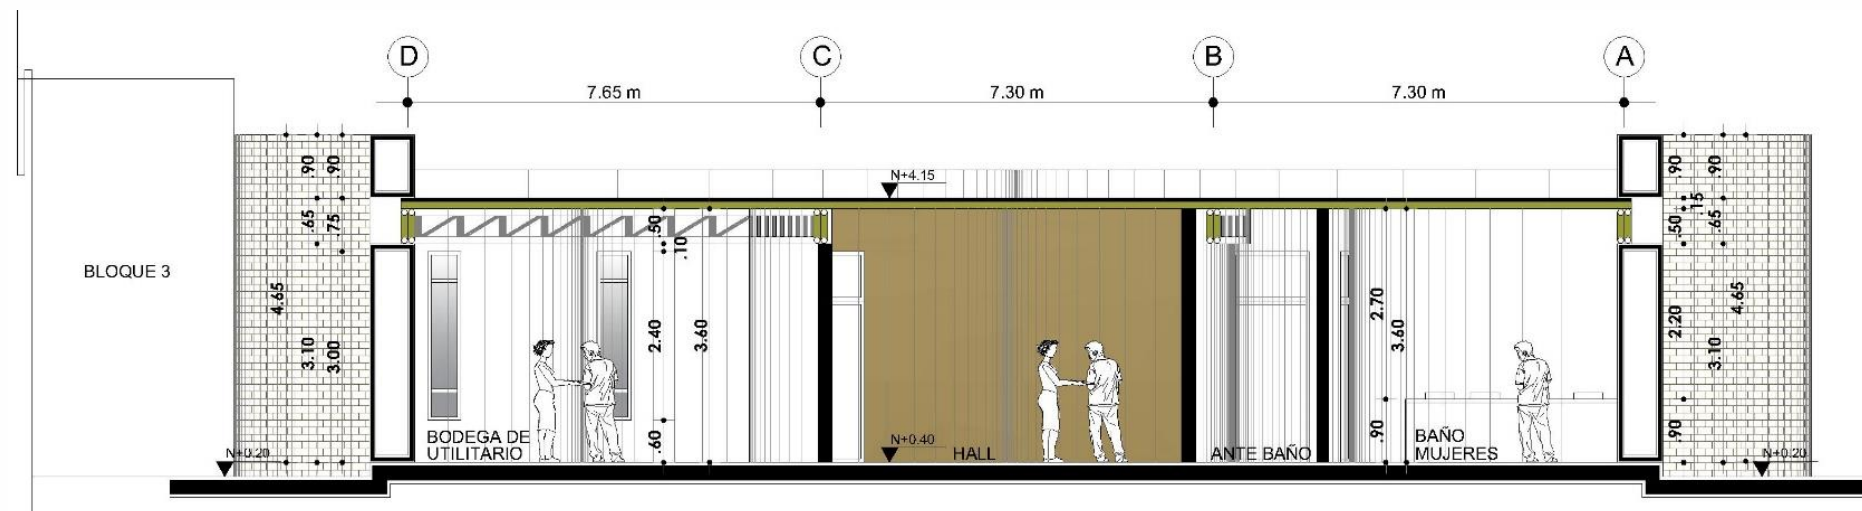 D
C
B
A
7.65 m
7.30 m
7.30 m
.90
.90
.90
.90
N+4.15
.65
.75
.50
.10
.15
.50
.65
BLOQUE 3
4.65
3.10
3.00
2.40
3.60
2.70
3.60
2.20
3.10
4.65
.60
.90
.90
BODEGA DE
UTILITARIO
N+0.40
HALL
ANTE BAÑO
BAÑO
MUJERES
N+0.20
N+0.20